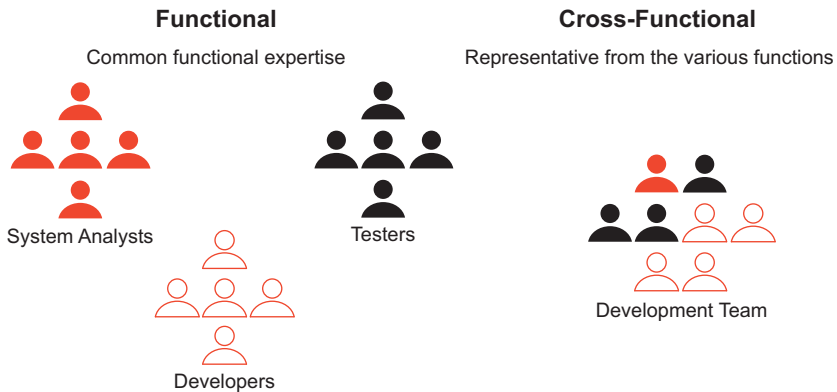 Functional
Common functional expertise
System Analysts
Testers
Developers
Cross-Functional
Representative from the various functions
Development Team